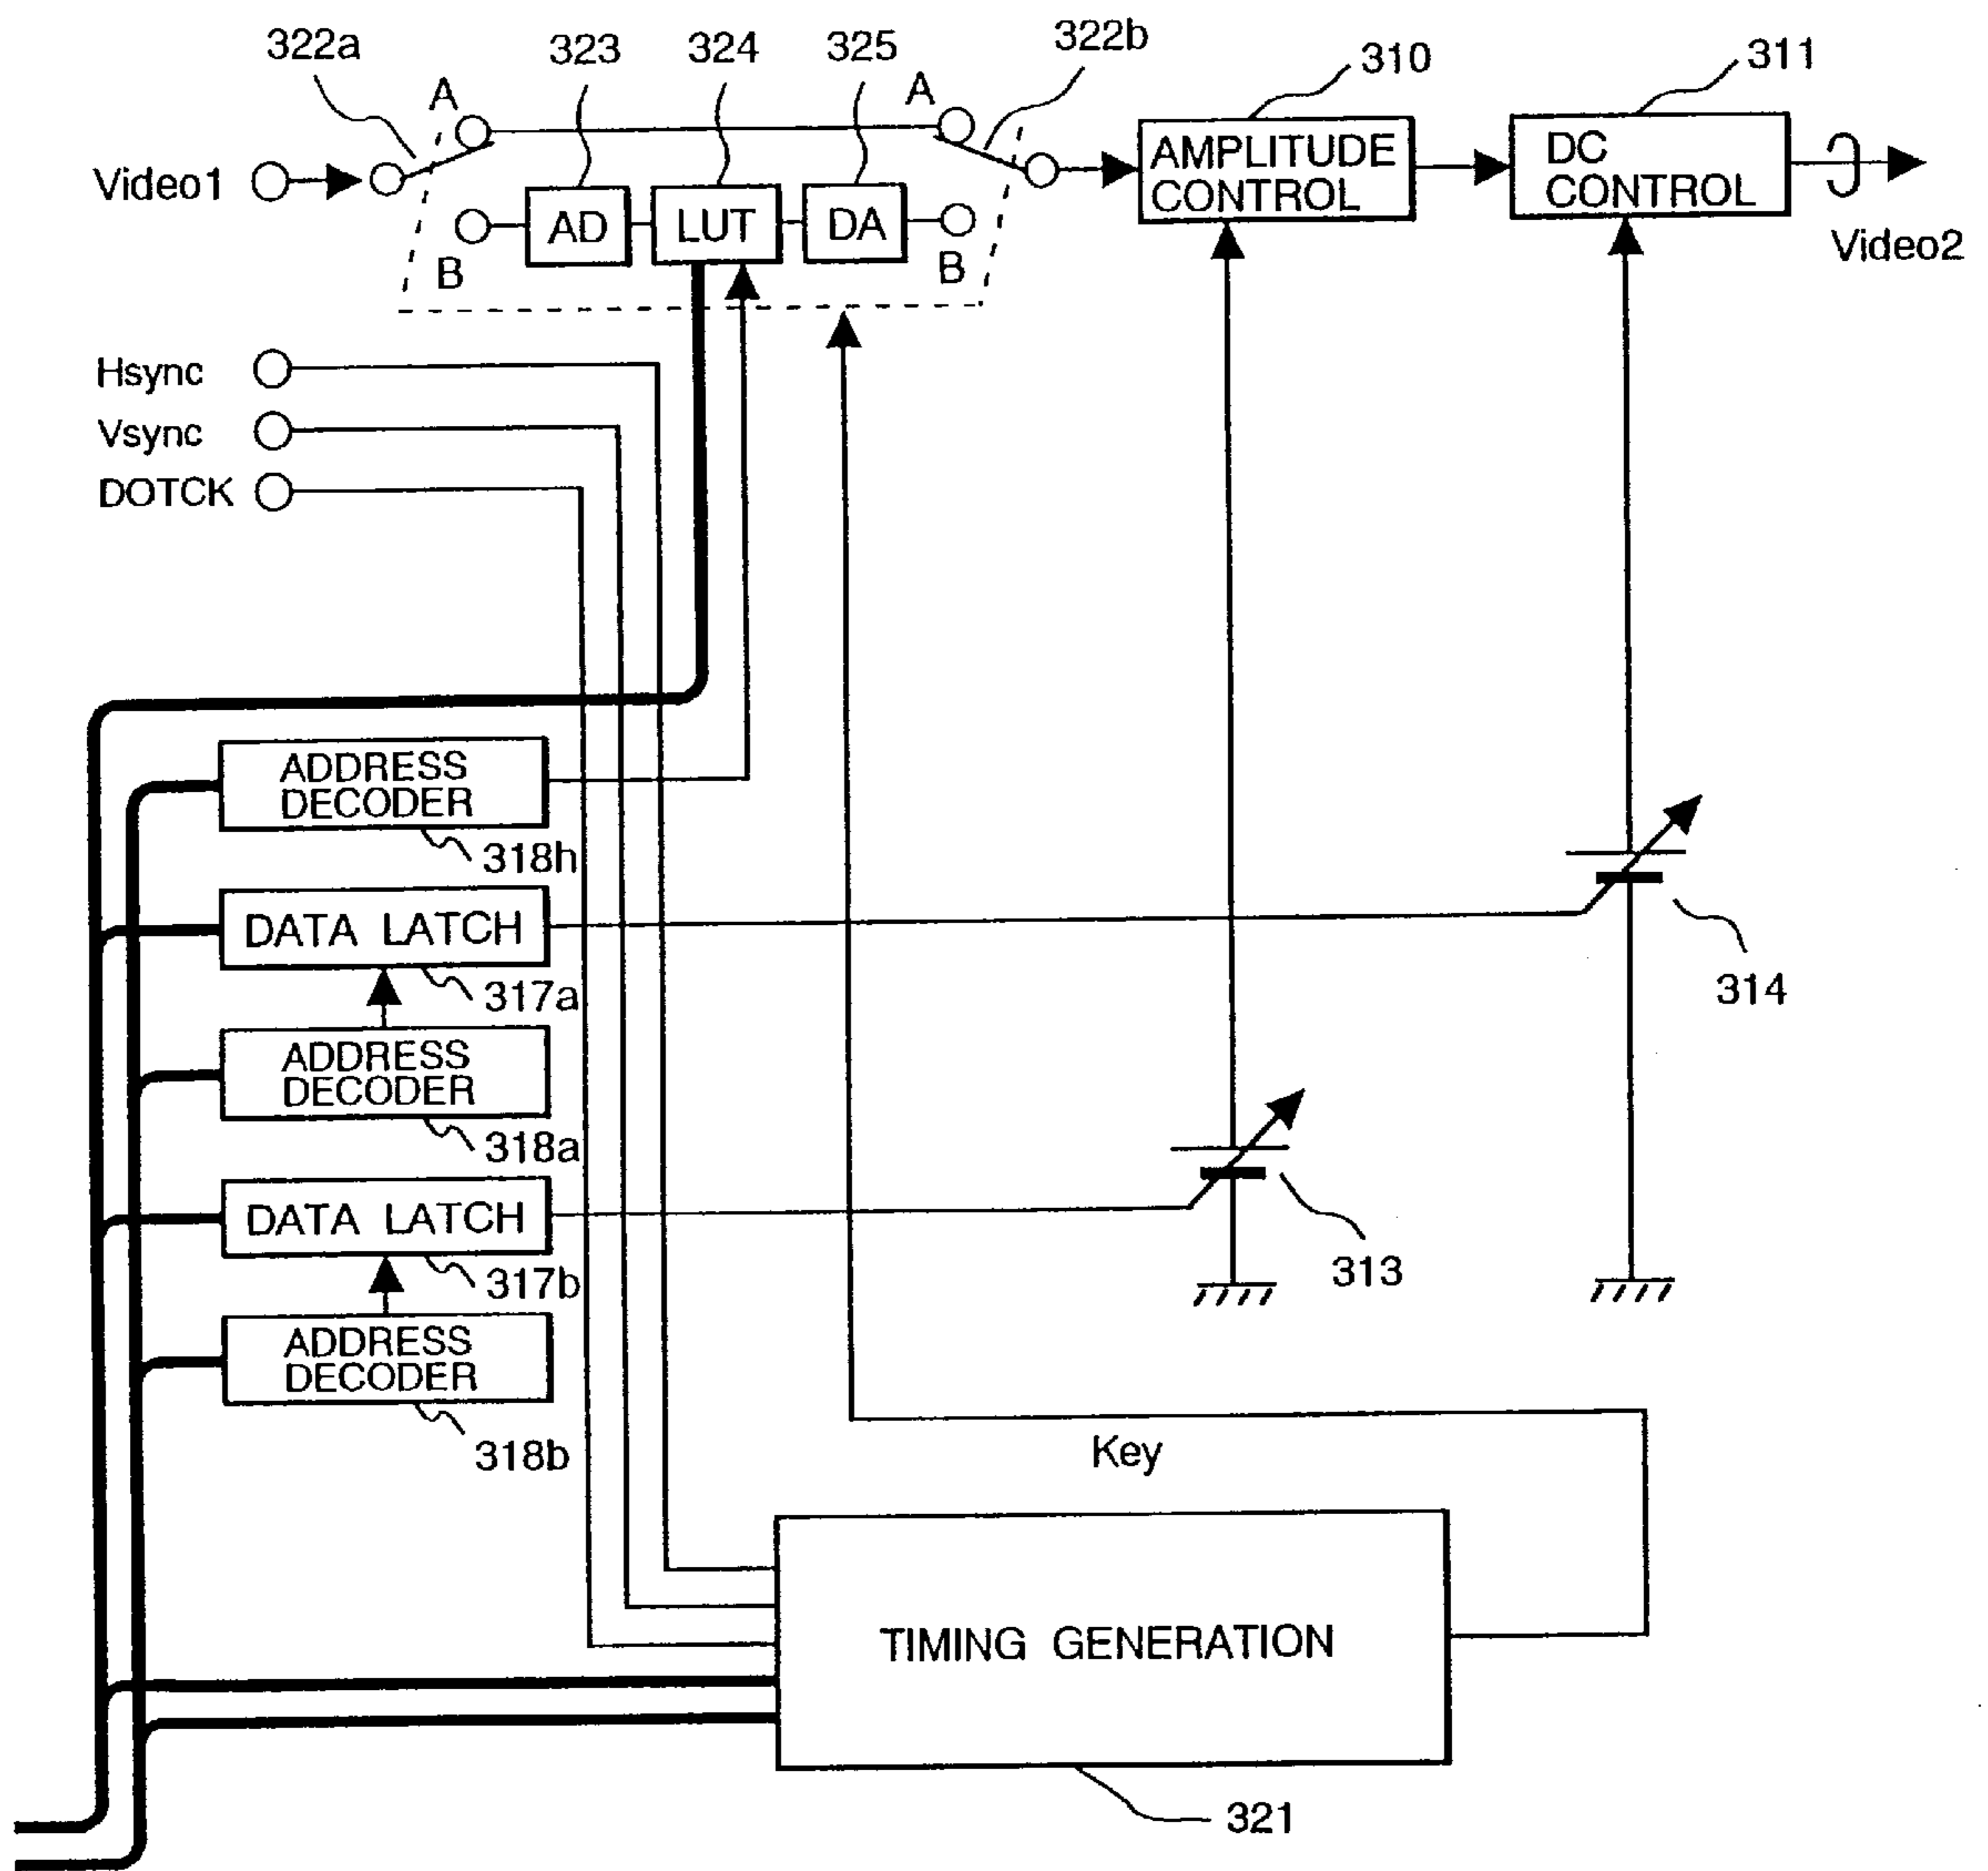 322a
323
324
325
322b
310
311
A
A
Video1
AD
LUT
DA
B
B
AMPLITUDE
CONTROL
DC
CONTROL
Video2
Hsync
Vsync
DOTCK
ADDRESS
DECODER
318h
DATA LATCH
317a
314
ADDRESS
DECODER
318a
DATA LATCH
317b
313
ADDRESS
DECODER
318b
Key
TIMING GENERATION
321